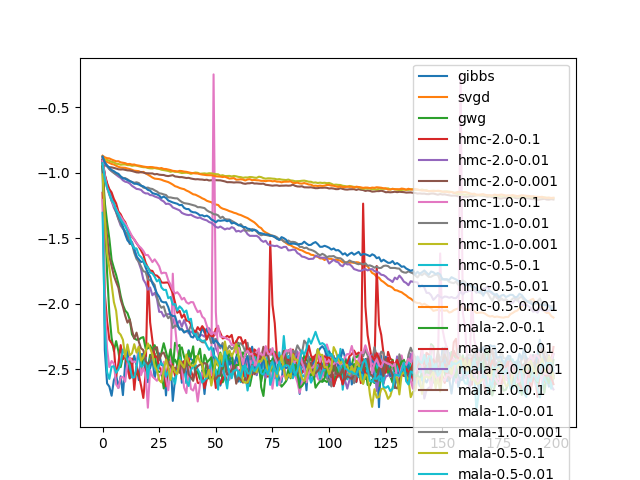 −0.5
−1.0
−1.5
−2.0
−2.5
0
25
50
75
100
125
150
175
200
gibbs
svgd
gwg
hmc-2.0-0.1
hmc-2.0-0.01
hmc-2.0-0.001
hmc-1.0-0.1
hmc-1.0-0.01
hmc-1.0-0.001
hmc-0.5-0.1
hmc-0.5-0.01
hmc-0.5-0.001
mala-2.0-0.1
mala-2.0-0.01
mala-2.0-0.001
mala-1.0-0.1
mala-1.0-0.01
mala-1.0-0.001
mala-0.5-0.1
mala-0.5-0.01